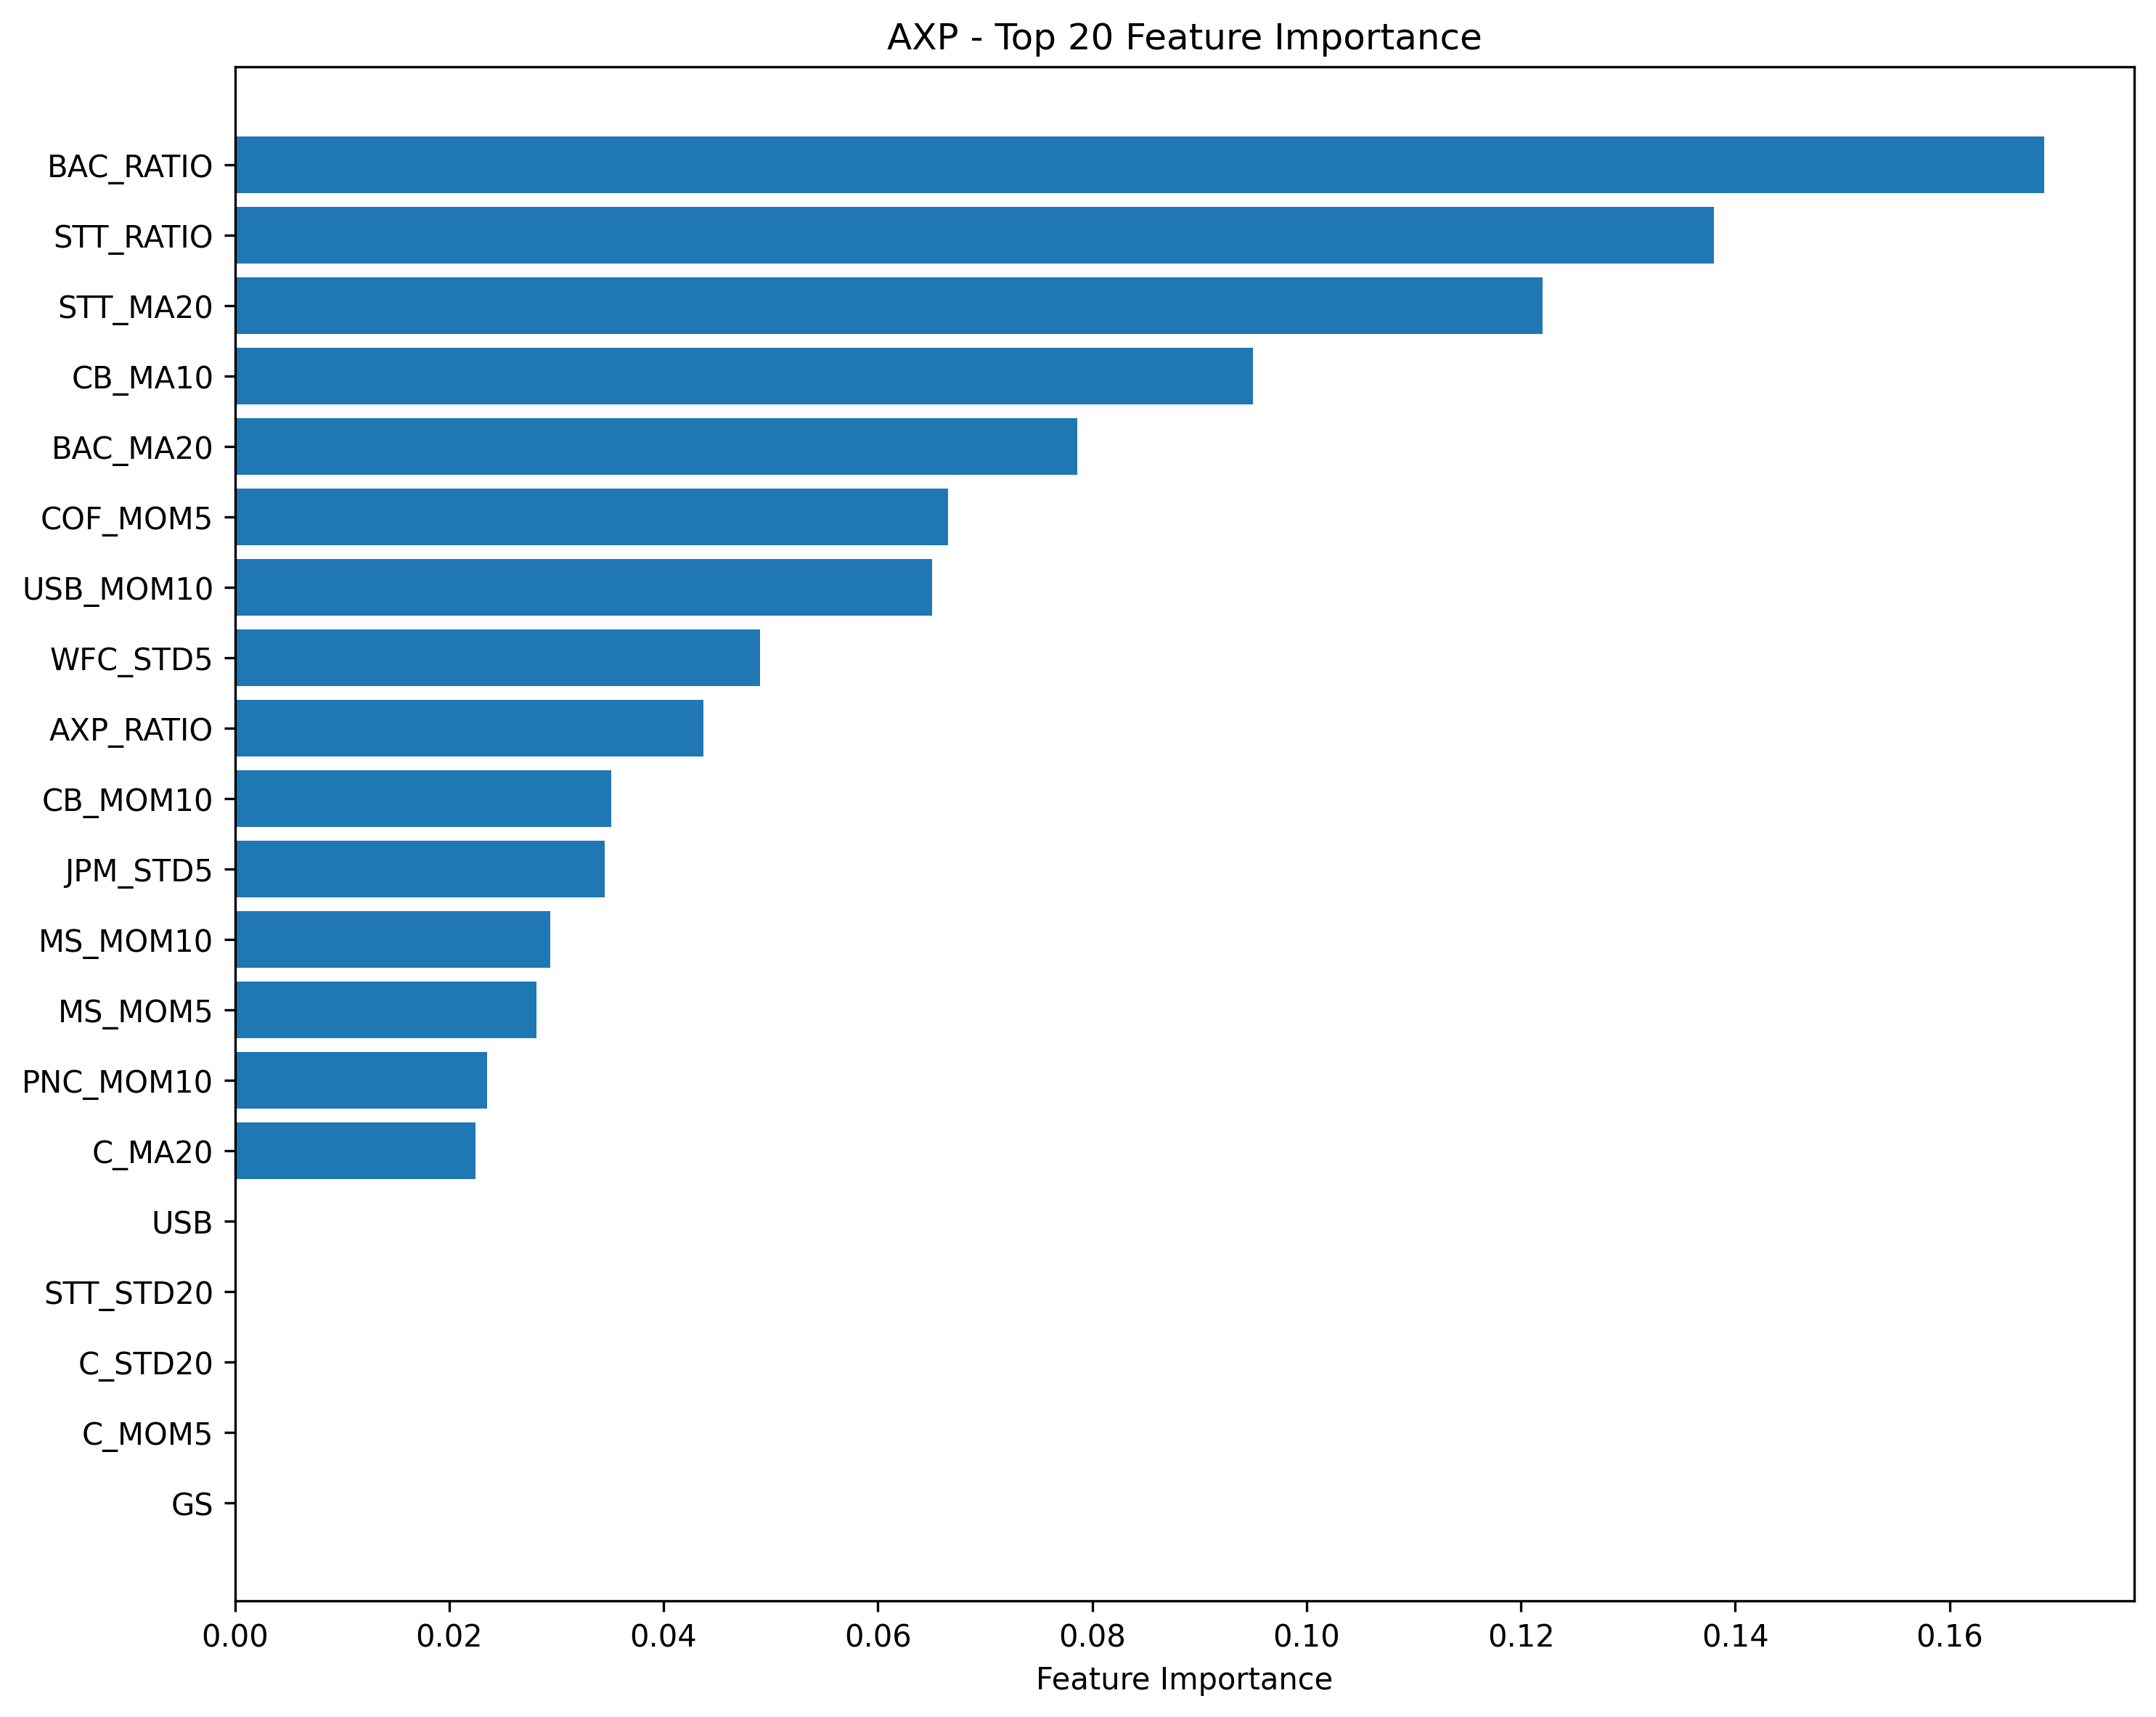 AXP - Top 20 Feature Importance
BAC_RATIO
STT_RATIO
STT_MA20
CB_MA10
BAC_MA20
COF_MOM5
USB_MOM10
WFC_STD5
AXP_RATIO
CB_MOM10
JPM_STD5
MS_MOM10
MS_MOM5
PNC_MOM10
C_MA20
USB
STT_STD20
C_STD20
C_MOM5
GS
0.00 0.02 0.04 0.06 0.08 0.10 0.12 0.14 0.16
Feature Importance